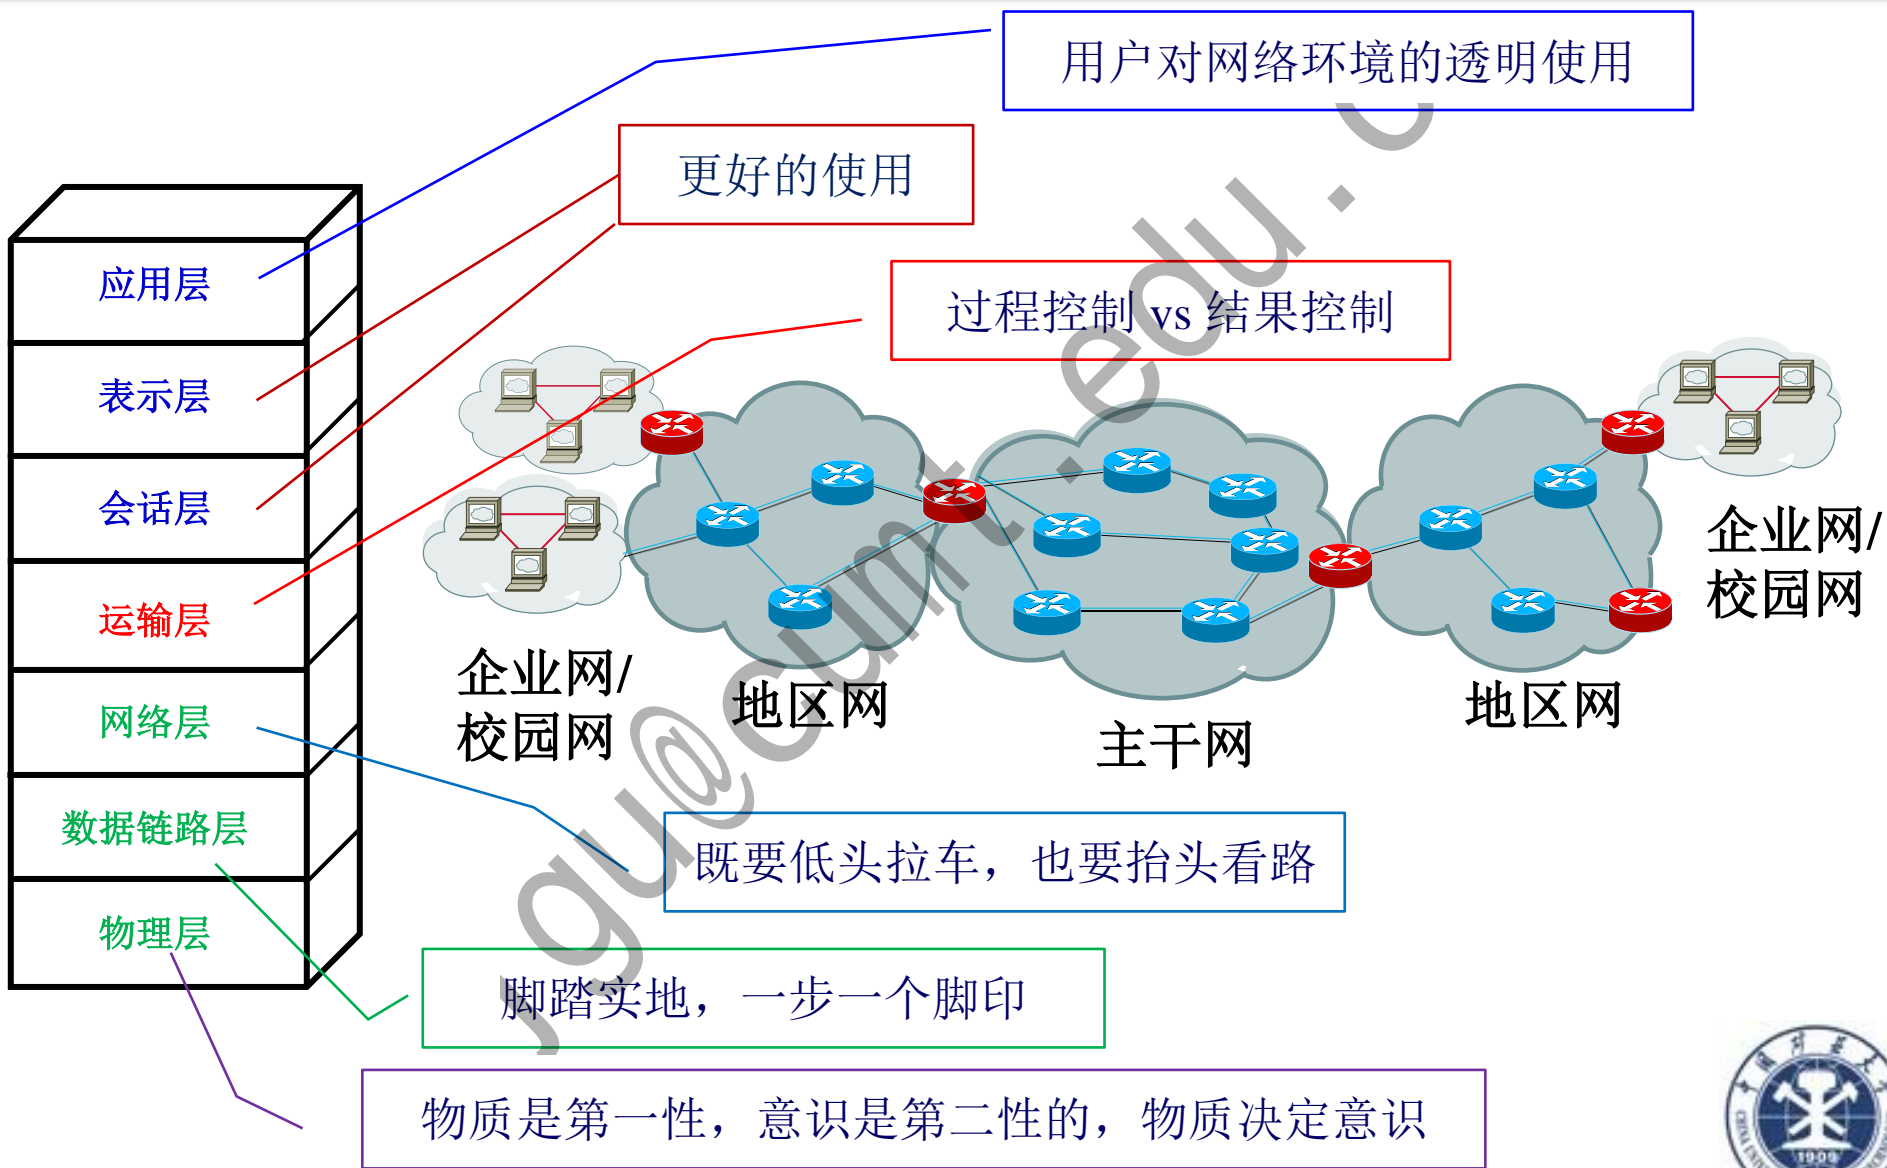 用户对网络环境的透明使用
更好的使用
过程控制 vs 结果控制
应用层
表示层
会话层
运输层
网络层
数据链路层
物理层
企业网/
校园网
地区网
主干网
地区网
企业网/
校园网
既要低头拉车，也要抬头看路
脚踏实地，一步一个脚印
物质是第一性，意识是第二性的，物质决定意识
gu@cumt.edu.c
1909